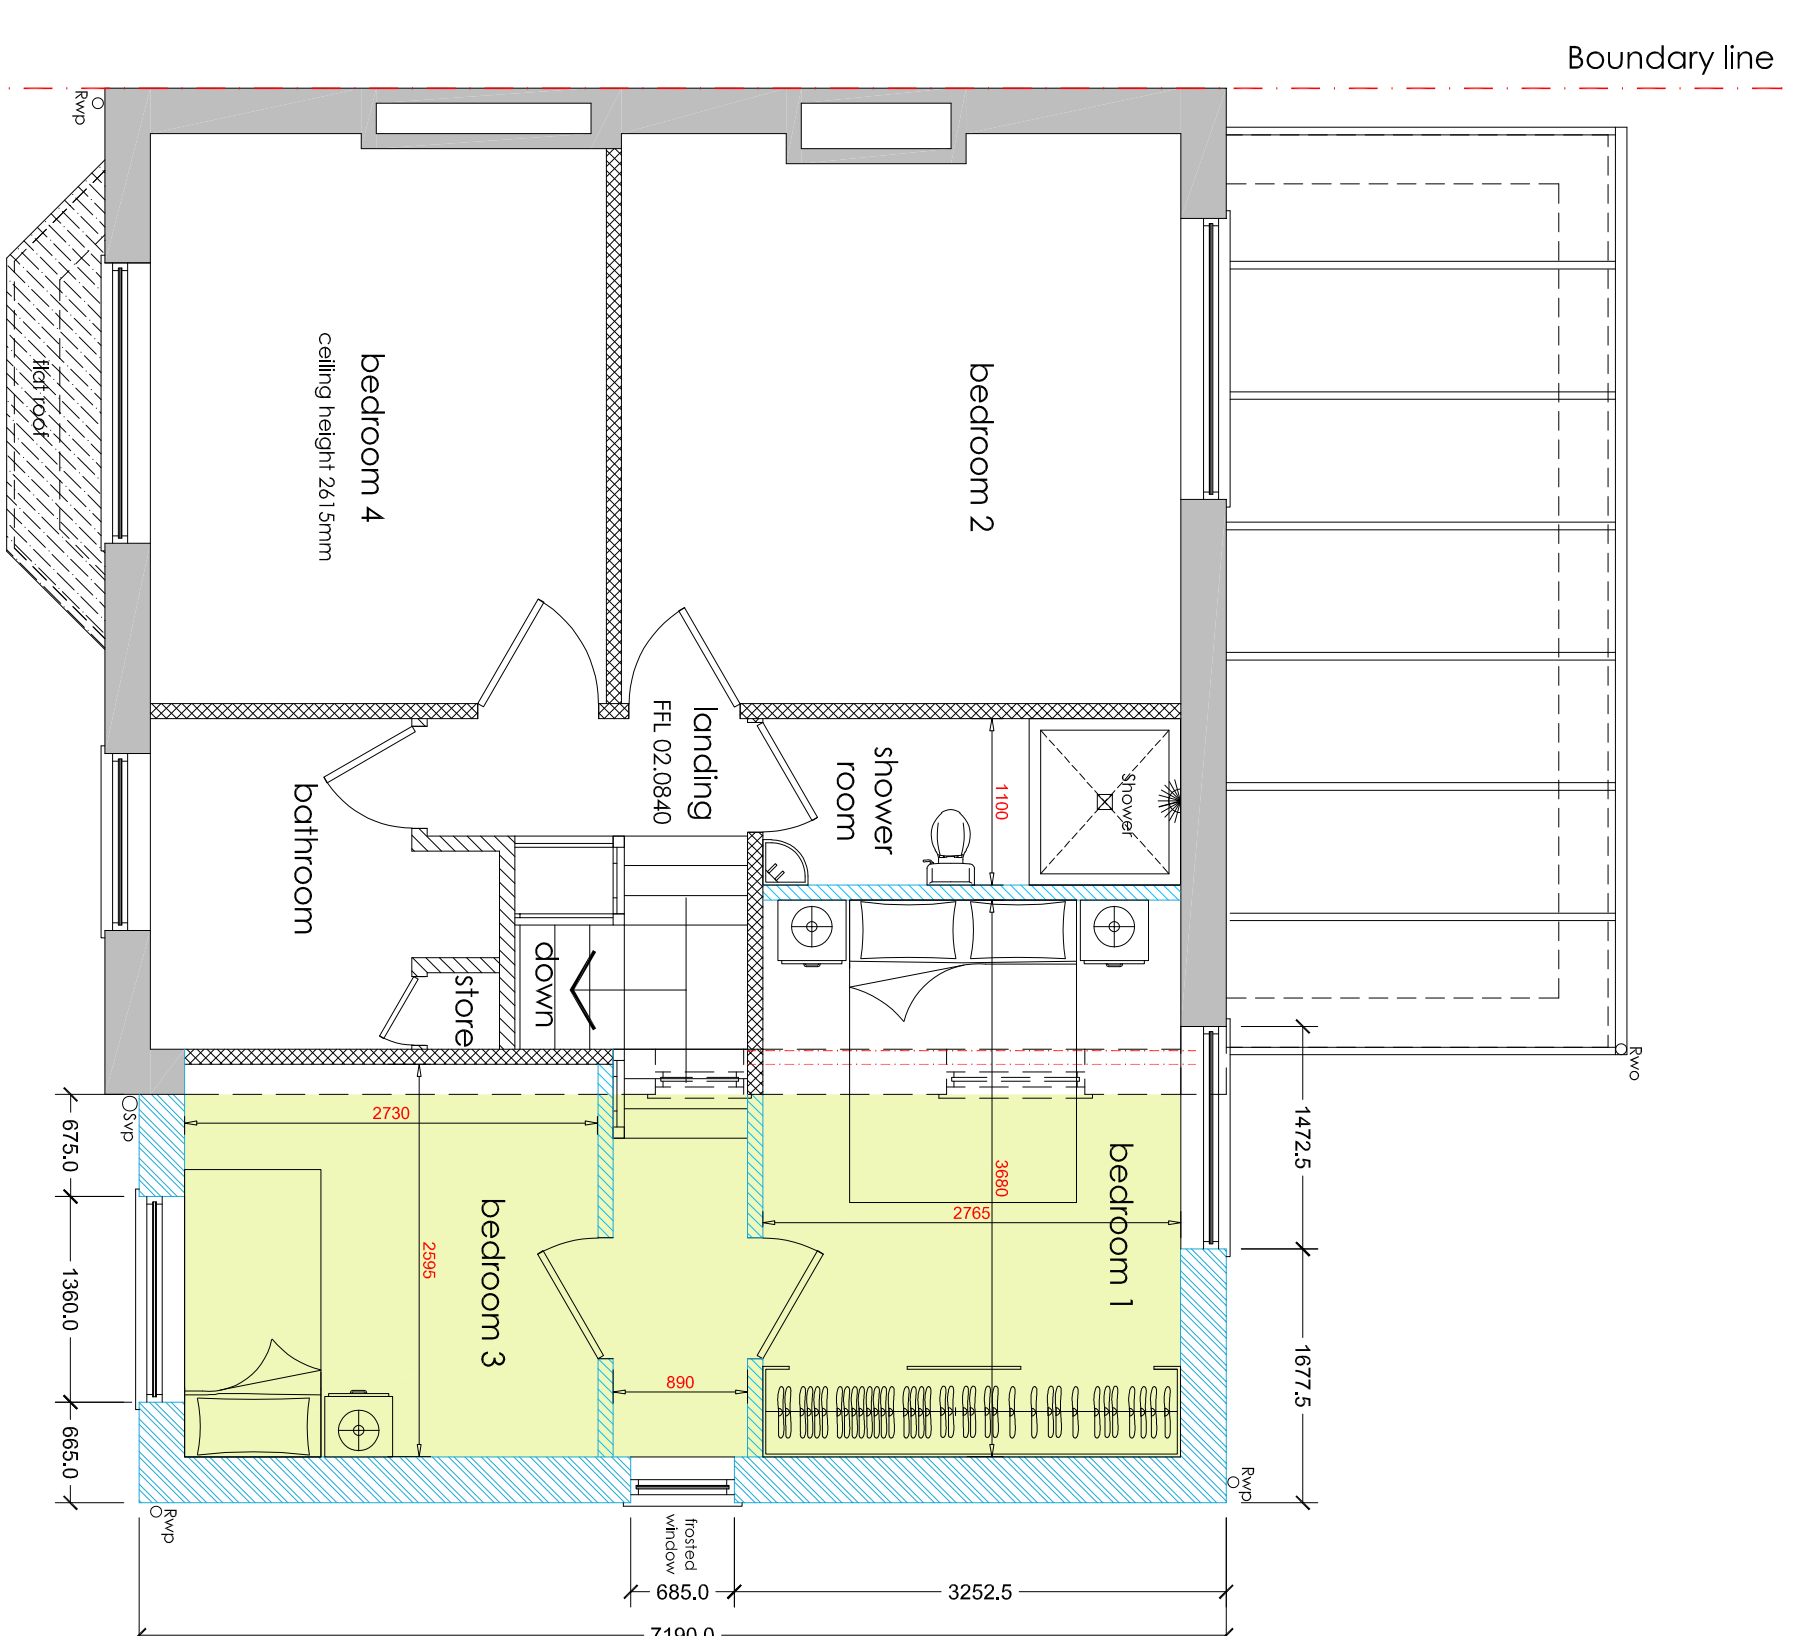 Boundary line
Rwp
flat roof
bedroom 4
ceiling height 2615mm
bedroom 2
landing
FFL 02.0840
shower
room
1100
Shower
bathroom
store
down
Rwo
Svp
675.0
1360.0
665.0
2730
2595
bedroom 3
890
3680
2765
bedroom 1
1472.5
1677.5
Rwp
Rwp
frosted
window
685.0
3252.5
7190.0